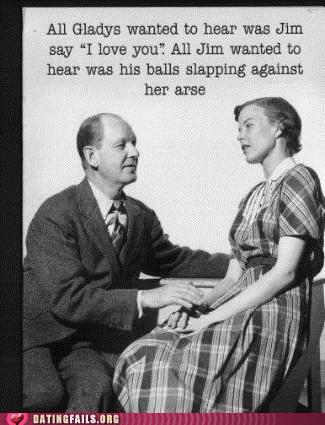 All Gladys wanted to hear was Jim
say "I love you". All Jim wanted to
hear was his balls slapping against
her arse
DATINGFAILS.ORG